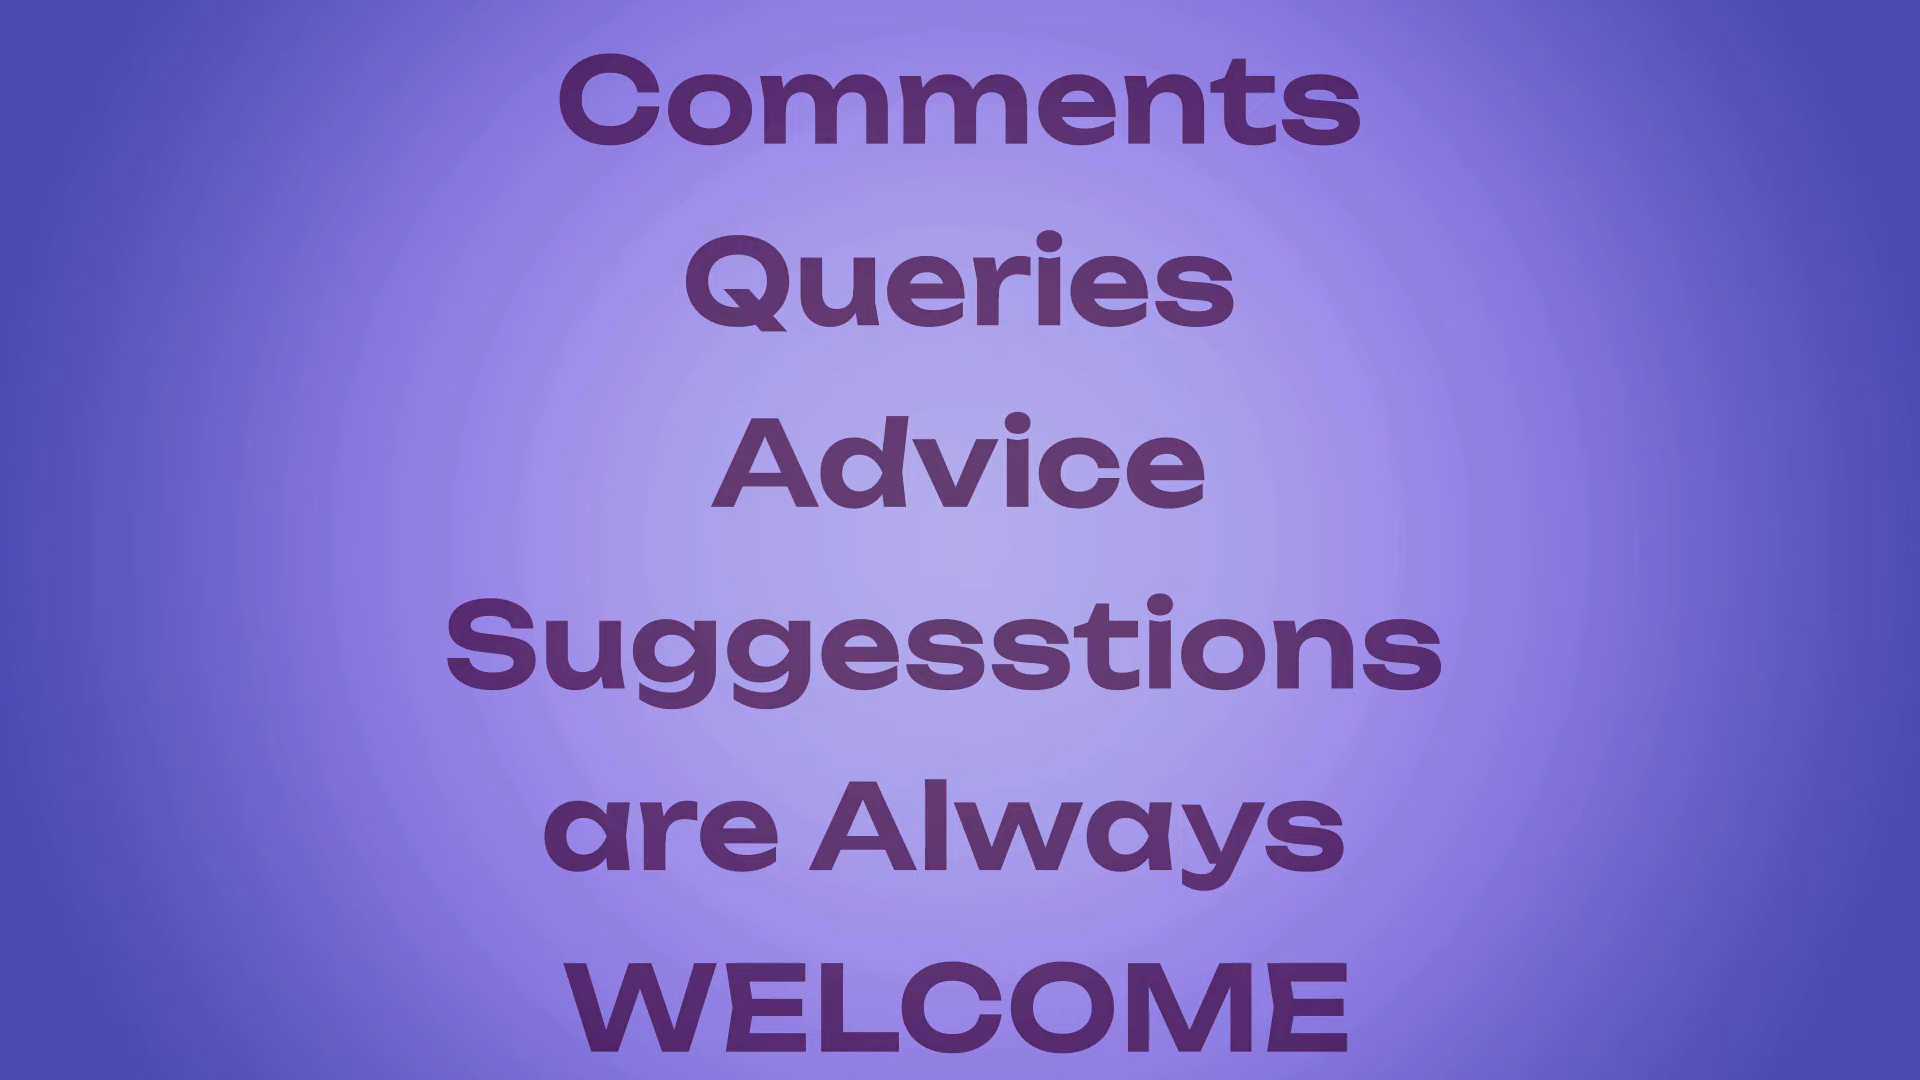 Comments
Queries
Advice
Suggesstions
are Always
WELCOME